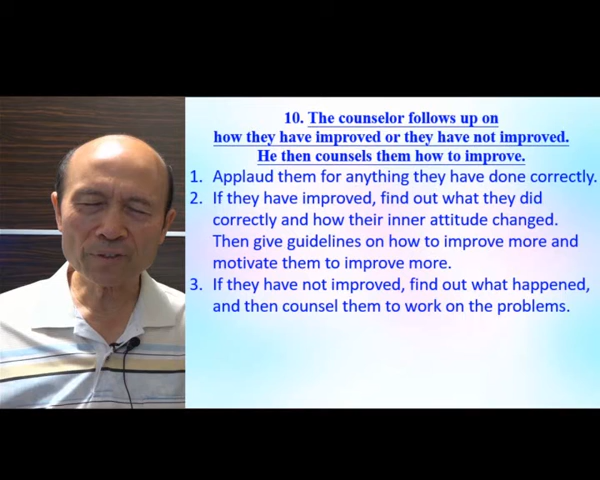 10. The counselor follows up on
how they have improved or they have not improved.
He then counsels them how to improve.
1. Applaud them for anything they have done correctly.
2. If they have improved, find out what they did
correctly and how their inner attitude changed.
Then give guidelines on how to improve more and
motivate them to improve more.
3. If they have not improved, find out what happened,
and then counsel them to work on the problems.